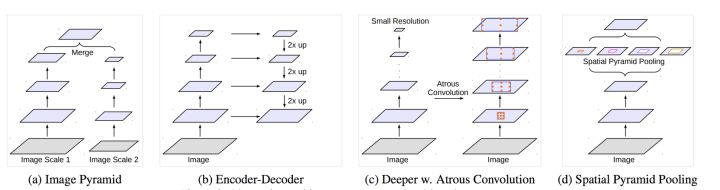 Merge
Image Scale 1
Image Scale 2
(a) Image Pyramid
2x up
2x up
2x up
Image
(b) Encoder-Decoder
Small Resolution
Atrous
Convolution
Image
Image
(c) Deeper w. Atrous Convolution
Spatial Pyramid Pooling
Image
(d) Spatial Pyramid Pooling